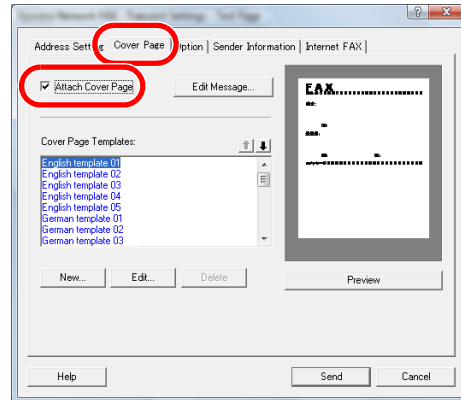 Address Setting Cover Page Option Sender Information Internet FAX
Attach Cover Page Edit Message...
FAX
Cover Page Templates:
English template 01
English template 02
English template 03
English template 04
English template 05
German template 01
German template 02
German template 03
New... Edit... Delete Preview
Help Send Cancel